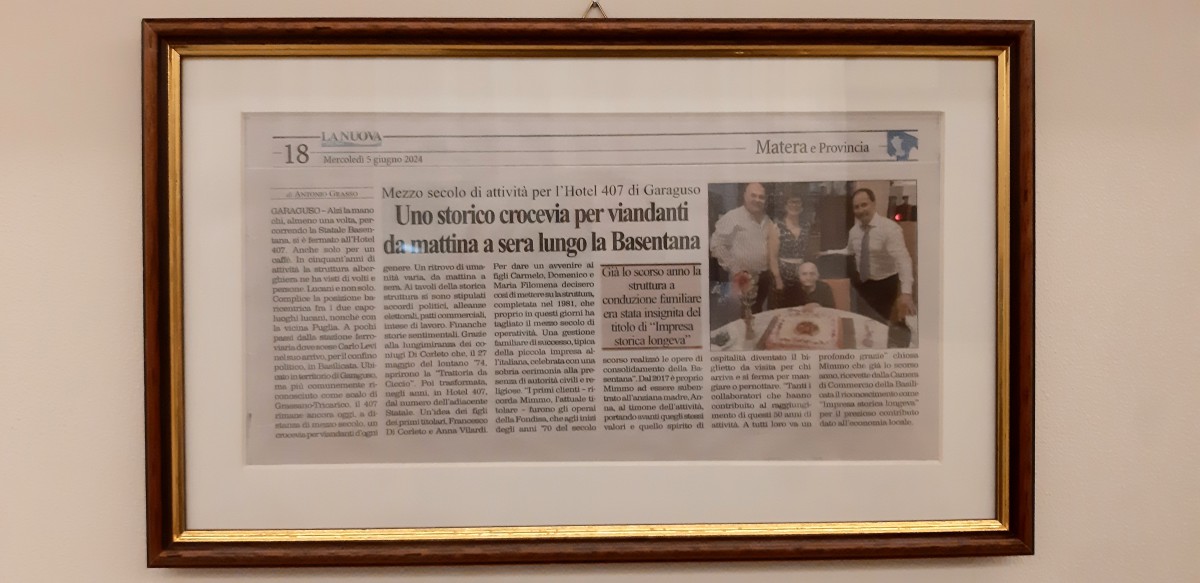 LA NUOVA
18
Mercoledì 5 giugno 2024
Matera e Provincia
di ANTONIO GRASSO
Mezzo secolo di attività per l'Hotel 407 di Garaguso
Uno storico crocevia per viandanti
da mattina a sera lungo la Basentana
GARAGUSO – Alzi la mano
chi, almeno una volta, per-
correndo la Statale Basen-
tana, si è fermato all'Hotel
407. Anche solo per un
caffè. In cinquant'anni di
attività la struttura alber-
ghiera ne ha visti di volti e
persone. Lucani e non solo.
Complice la posizione ba-
ricentrica fra i due capo-
luoghi lucani, nonché con
la vicina Puglia. A pochi
passi dalla stazione ferro-
viaria dove scese Carlo Levi
nel suo arrivo, per il confino
politico, in Basilicata. Ubi-
cato in territorio di Garaguso,
ma più comunemente ri-
conosciuto come scalo di
Grassano-Tricarico, il 407
rimane ancora oggi, a di-
stanza di mezzo secolo, un
crocevia per viandanti d'ogni
genere. Un ritrovo di uma-
nità varia, da mattina a
sera. Ai tavoli della storica
struttura si sono stipulati
accordi politici, alleanze
elettorali, patti commerciali,
intese di lavoro. Finanche
storie sentimentali. Grazie
alla lungimiranza dei co-
niugi Di Corleto che, il 27
maggio del lontano '74,
aprirono la "Trattoria da
Ciccio". Poi trasformata,
negli anni, in Hotel 407,
dal numero dell'adiacente
Statale. Un'idea dei figli
dei primi titolari, Francesco
Di Corleto e Anna Vilardi.
Per dare un avvenire ai
figli Carmelo, Domenico e
Maria Filomena decisero
così di mettere su la struttura,
completata nel 1981, che
proprio in questi giorni ha
tagliato il mezzo secolo di
operatività. Una gestione
familiare di successo, tipica
della piccola impresa al-
l'italiana, celebrata con una
sobria cerimonia alla pre-
senza di autorità civili e re-
ligiose. "I primi clienti – ri-
corda Mimmo, l'attuale ti-
tolare – furono gli operai
della Fondisa, che agli inizi
degli anni '70 del secolo
Già lo scorso anno la
struttura a
conduzione familiare
era stata insignita del
titolo di "Impresa
storica longeva"
scorso realizzò le opere di
consolidamento della Ba-
sentana". Dal 2017 è proprio
Mimmo ad essere suben-
trato all'anziana madre, An-
na, al timone dell'attività,
portando avanti quegli stessi
valori e quello spirito di
ospitalità diventato il bi-
glietto da visita per chi
arriva e si ferma per man-
giare o pernottare. "Tanti i
collaboratori che hanno
contribuito al raggiungi-
mento di questi 50 anni di
attività. A tutti loro va un
profondo grazie" chiosa
Mimmo che già lo scorso
anno, ricevette dalla Camera
di Commercio della Basili-
cata il riconoscimento come
"Impresa storica longeva"
per il prezioso contributo
dato all'economia locale.